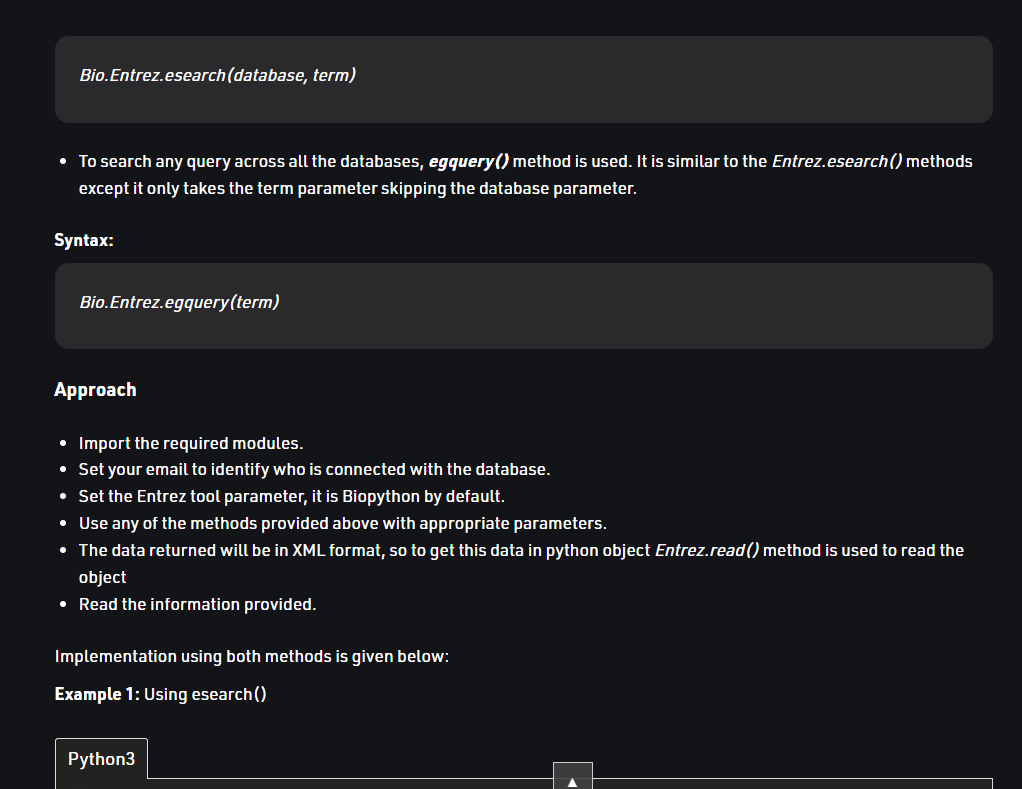 Bio.Entrez.esearch(database, term)
• To search any query across all the databases, egquery() method is used. It is similar to the Entrez.esearch() methods
except it only takes the term parameter skipping the database parameter.
Syntax:
Bio.Entrez.egquery(term)
Approach
• Import the required modules.
• Set your email to identify who is connected with the database.
• Set the Entrez tool parameter, it is Biopython by default.
• Use any of the methods provided above with appropriate parameters.
• The data returned will be in XML format, so to get this data in python object Entrez.read() method is used to read the
object
• Read the information provided.
Implementation using both methods is given below:
Example 1: Using esearch()
Python3